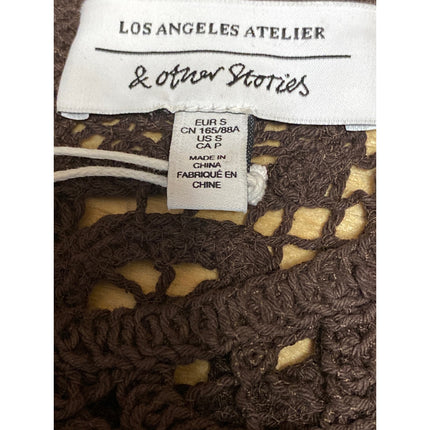 LOS ANGELES ATELIER
& other Stories
EUR S
CN 165/88A
US S
CA P
MADE IN
CHINA
FABRIQUÉ EN
CHINE